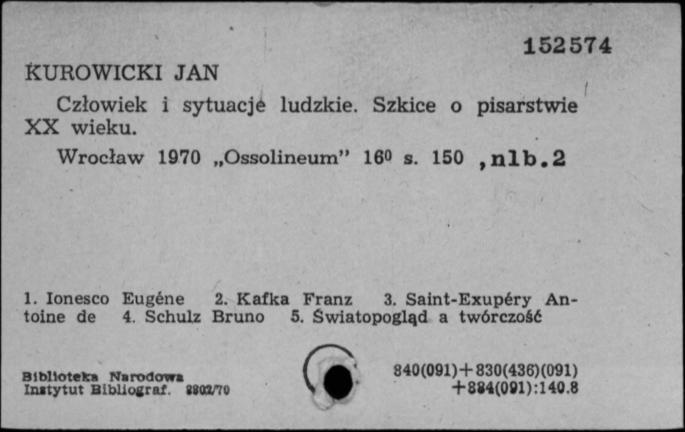 152574
KUROWICKI JAN
Człowiek i sytuacje ludzkie. Szkice o pisarstwie
XX wieku.
Wrocław 1970 „Ossolineum” 16⁰ s. 150 , nlb.2
1. Ionesco Eugéne 2. Kafka Franz 3. Saint-Exupéry An-
toine de 4. Schulz Bruno 5. Światopogląd a twórczość
Biblioteka Narodowa
Instytut Bibliograf. 8802/70
840(091)+830(436)(091)
+884(091):140.8